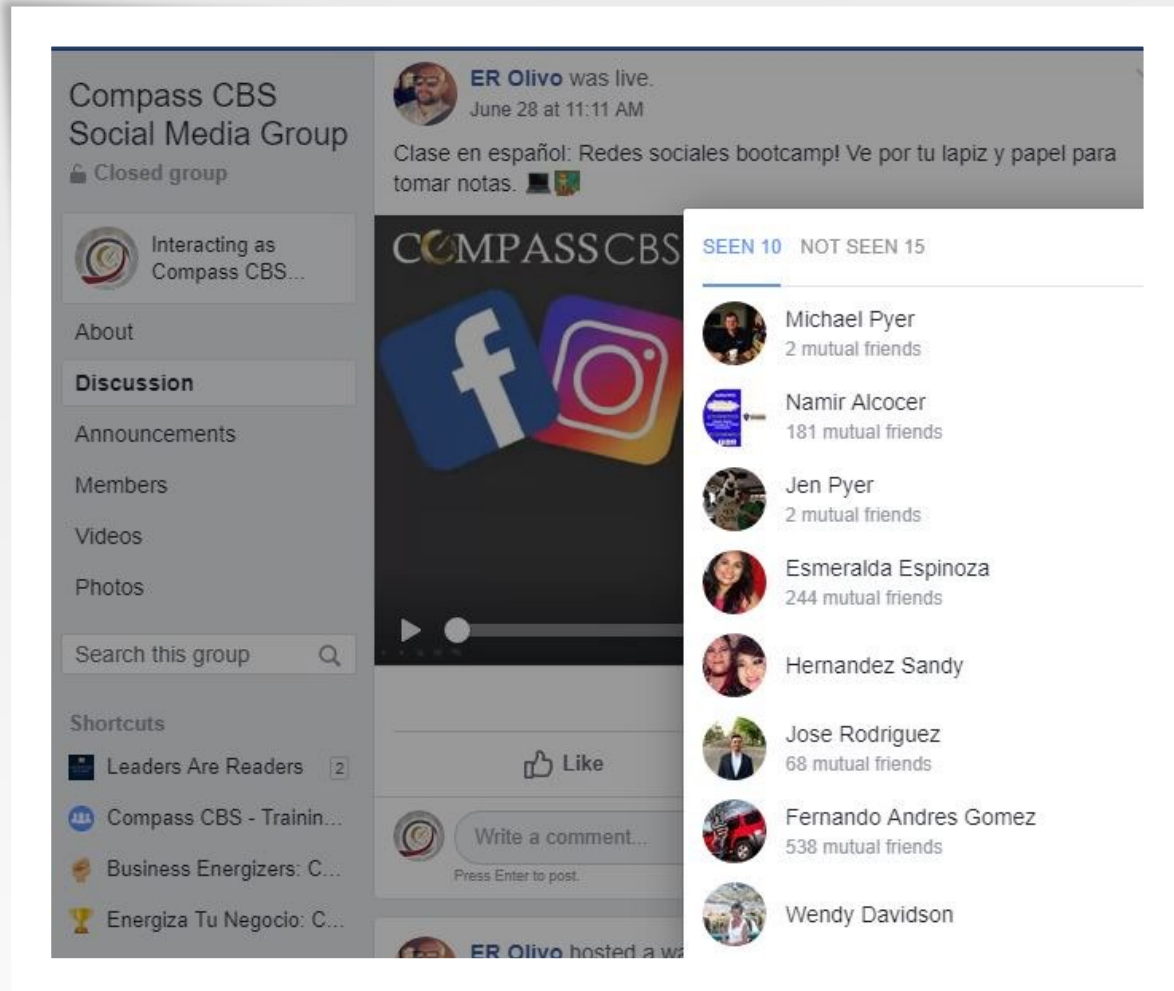 Compass CBS
Social Media Group
Closed group
Interacting as
Compass CBS...
About
Discussion
Announcements
Members
Videos
Photos
Search this group
Shortcuts
Leaders Are Readers 2
Compass CBS - Trainin...
Business Energizers: C...
Energiza Tu Negocio: C...
ER Olivo was live.
June 28 at 11:11 AM
Clase en español: Redes sociales bootcamp! Ve por tu lapiz y papel para
tomar notas.
COMPASS CBS
Like
Write a comment...
Press Enter to post.
ER Olivo hosted a wa
SEEN 10 NOT SEEN 15
Michael Pyer
2 mutual friends
Namir Alcocer
181 mutual friends
Jen Pyer
2 mutual friends
Esmeralda Espinoza
244 mutual friends
Hernandez Sandy
Jose Rodriguez
68 mutual friends
Fernando Andres Gomez
538 mutual friends
Wendy Davidson